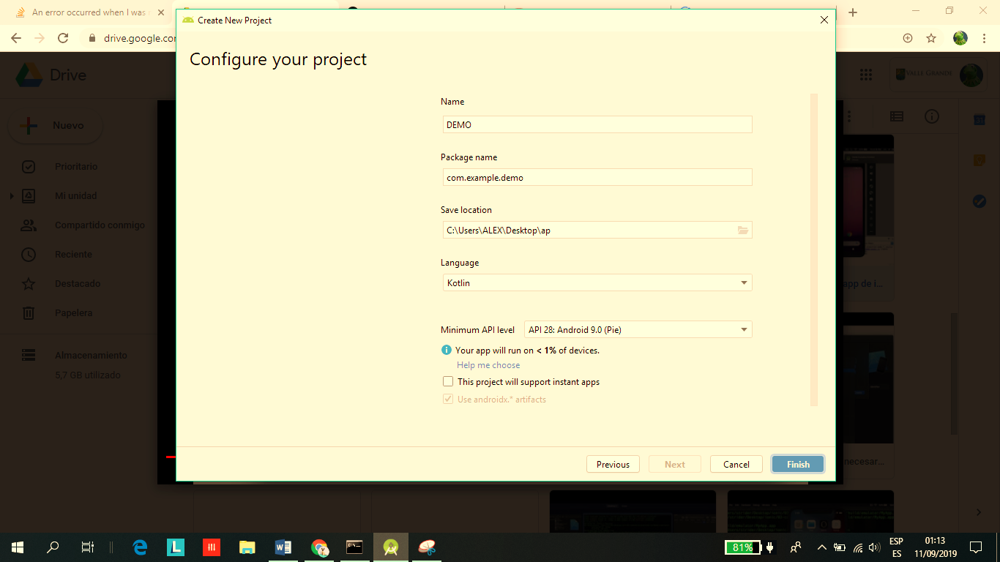 An error occurred when I was
Create New Project
drive.google.co
Configure your project
Drive
VALLE GRANDE
Name
DEMO
Nuevo
Package name
com.example.demo
Prioritario
Mi unidad
Save location
Compartido conmigo
C:\Users\ALEX\Desktop\ap
Reciente
Language
Kotlin
app de i...
Destacado
Papelera
Minimum API level
API 28: Android 9.0 (Pie)
Your app will run on < 1% of devices.
Almacenamiento
Help me choose
5,7 GB utilizado
This project will support instant apps
Use androidx.* artifacts
necesar...
Previous
Next
Cancel
Finish
81%
ESP
ES
01:13
11/09/2019